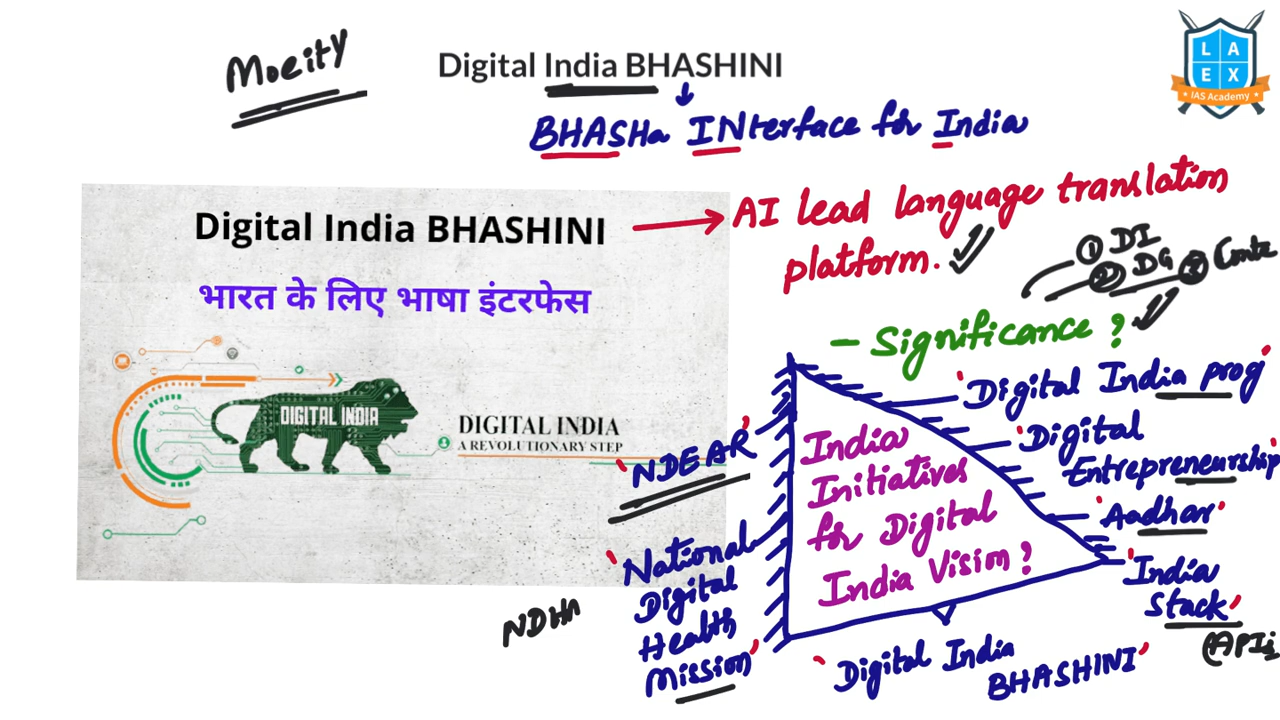 Moeity
Digital India BHASHINI
L A
E X
IAS Academy
BHASHa INterface for India
Digital India BHASHINI
भारत के लिए भाषा इंटरफेस
DIGITAL INDIA
DIGITAL INDIA
A REVOLUTIONARY STEP
AI lead language translation
platform.
① DI
② DG ③
- Significance ?
'Digital India prog'
'Digital
Entrepreneurship'
'Aadhar'
'India
Stack'
(APIs
India
Initiatives
for Digital
India Vision ?
'NDEAR'
'National
Digital
Health
Mission'
NDHM
'Digital India
BHASHINI'